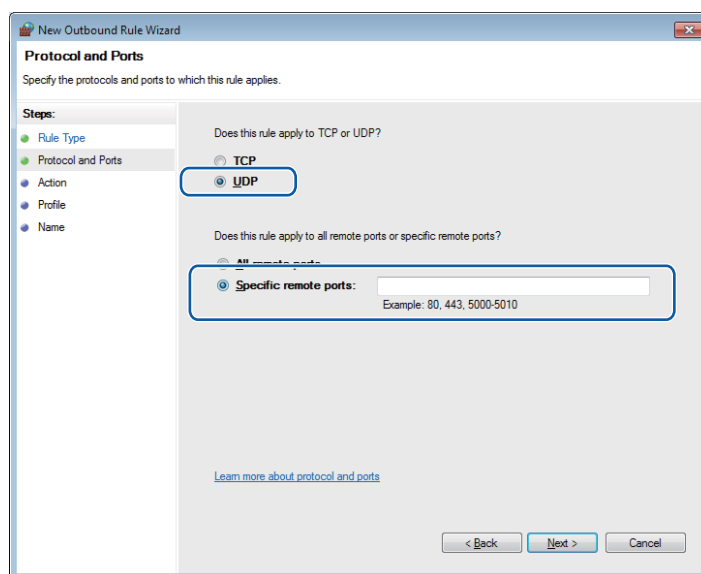 New Outbound Rule Wizard
Protocol and Ports
Specify the protocols and ports to which this rule applies.
Steps:
Rule Type
Protocol and Ports
Action
Profile
Name
Does this rule apply to TCP or UDP?
TCP
UDP
Does this rule apply to all remote ports or specific remote ports?
All remote ports
Specific remote ports:
Example: 80, 443, 5000-5010
Learn more about protocol and ports
< Back
Next >
Cancel